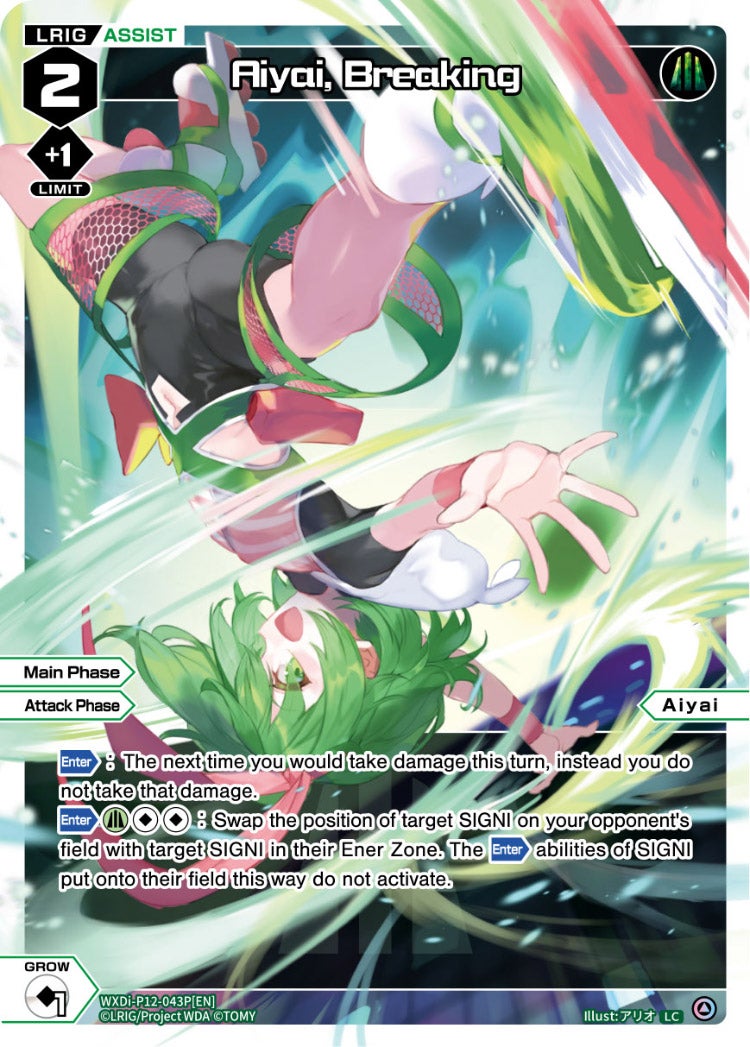 LRIG ASSIST
2
Aiyai, Breaking
+1
LIMIT
Main Phase
Attack Phase
Aiyai
Enter : The next time you would take damage this turn, instead you do
not take that damage.
Enter : Swap the position of target SIGNI on your opponent's
field with target SIGNI in their Ener Zone. The Enter abilities of SIGNI
put onto their field this way do not activate.
GROW
1
WXDi-P12-043P[EN]
©LRIG/Project WDA ©TOMY
Illust:アリオ LC